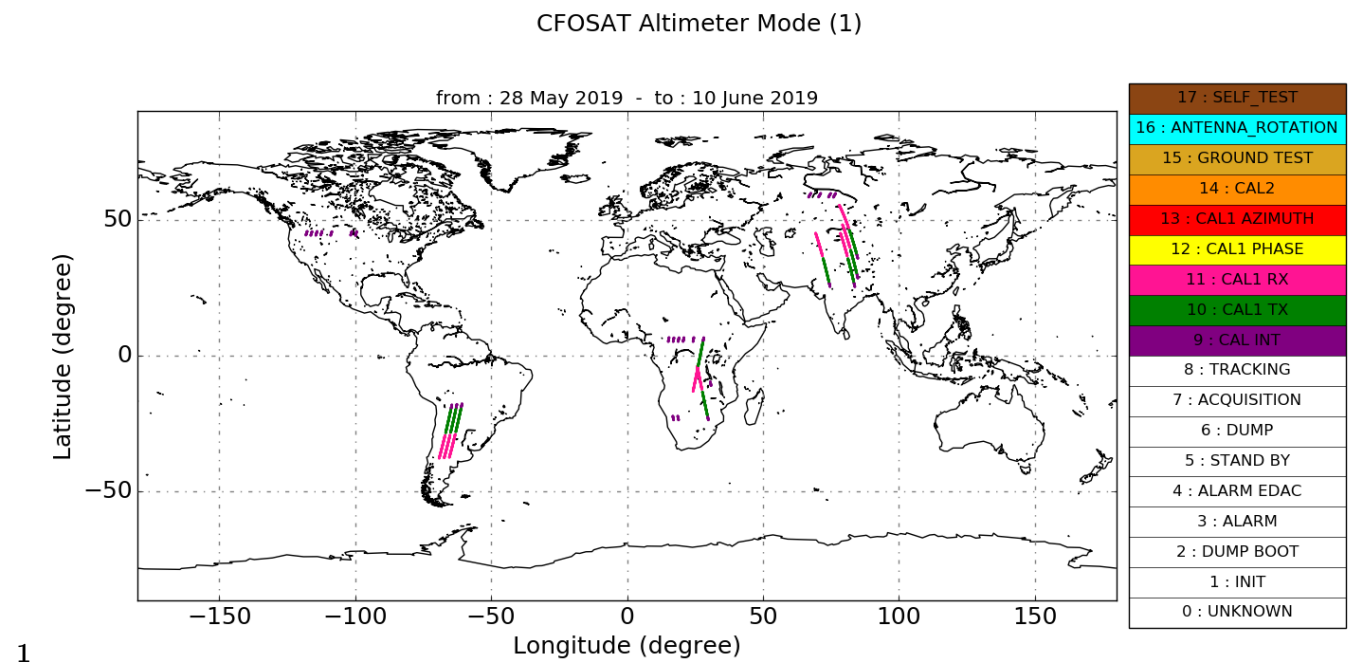 CFOSAT Altimeter Mode (1)
from : 28 May 2019 - to : 10 June 2019
17 : SELF_TEST
16 : ANTENNA_ROTATION
15 : GROUND TEST
14 : CAL2
13 : CAL1 AZIMUTH
12 : CAL1 PHASE
11 : CAL1 RX
10 : CAL1 TX
9 : CAL INT
8 : TRACKING
7 : ACQUISITION
6 : DUMP
5 : STAND BY
4 : ALARM EDAC
3 : ALARM
2 : DUMP BOOT
1 : INIT
0 : UNKNOWN
Latitude (degree)
50
0
−50
−150 −100 −50 0 50 100 150
Longitude (degree)
1